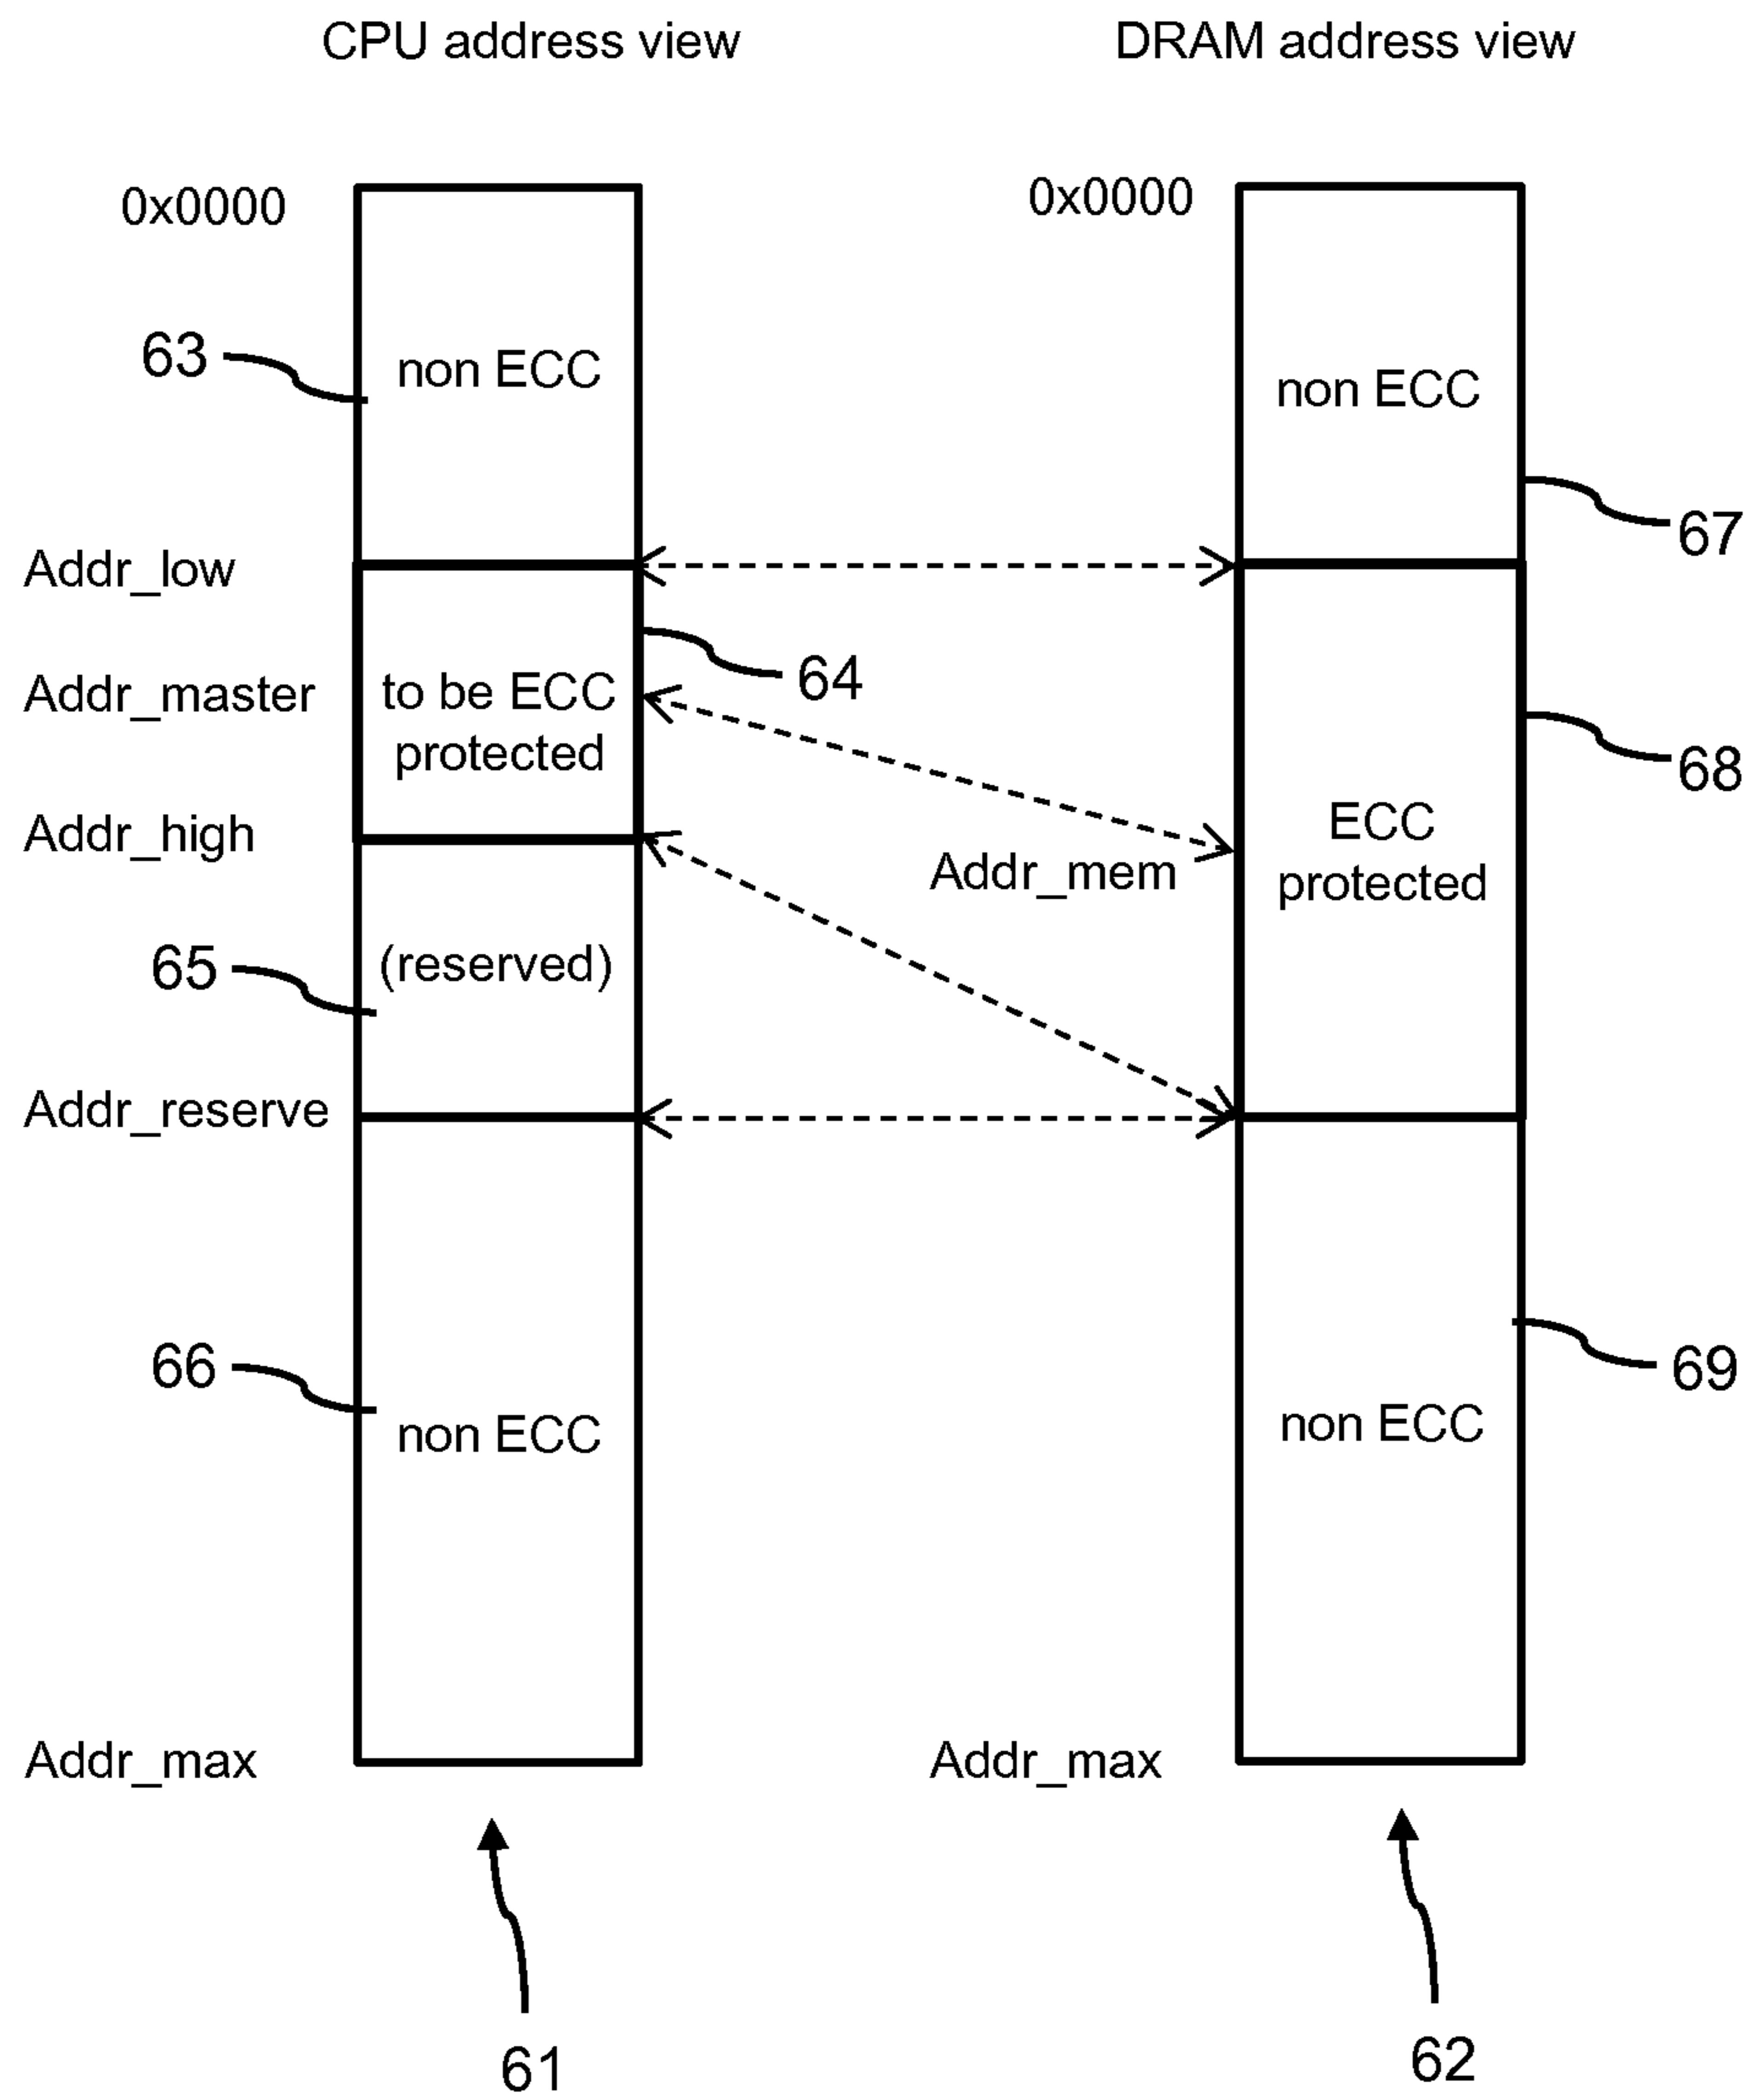 CPU address view
DRAM address view
0x0000
0x0000
63
non ECC
non ECC
67
Addr_low
64
Addr_master
to be ECC
protected
68
Addr_high
Addr_mem
ECC
protected
65
(reserved)
Addr_reserve
66
non ECC
69
non ECC
Addr_max
Addr_max
61
62